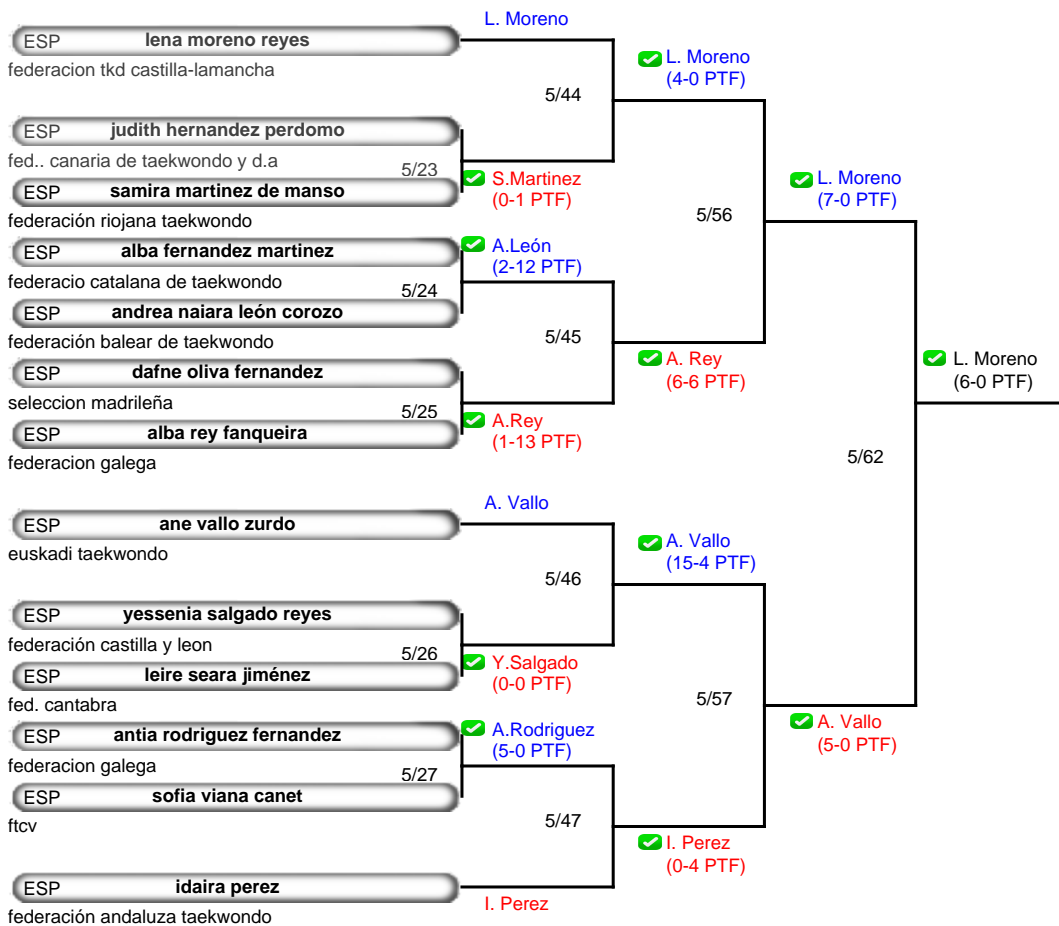 L. Moreno
ESP lena moreno reyes
federacion tkd castilla-lamancha
L. Moreno
(4-0 PTF)
5/44
ESP judith hernandez perdomo
fed.. canaria de taekwondo y d.a
5/23
ESP samira martinez de manso
S.Martinez
(0-1 PTF)
federación riojana taekwondo
L. Moreno
(7-0 PTF)
5/56
ESP alba fernandez martinez
A.León
(2-12 PTF)
federacio catalana de taekwondo
5/24
ESP andrea naiara león corozo
federación balear de taekwondo
5/45
ESP dafne oliva fernandez
A. Rey
(6-6 PTF)
L. Moreno
(6-0 PTF)
seleccion madrileña
5/25
ESP alba rey fanqueira
A.Rey
(1-13 PTF)
federacion galega
5/62
A. Vallo
ESP ane vallo zurdo
euskadi taekwondo
A. Vallo
(15-4 PTF)
5/46
ESP yessenia salgado reyes
federación castilla y leon
5/26
ESP leire seara jiménez
Y.Salgado
(0-0 PTF)
fed. cantabra
5/57
ESP antia rodriguez fernandez
A.Rodriguez
(5-0 PTF)
A. Vallo
(5-0 PTF)
federacion galega
5/27
ESP sofia viana canet
ftcv
5/47
I. Perez
(0-4 PTF)
ESP idaira perez
I. Perez
federación andaluza taekwondo